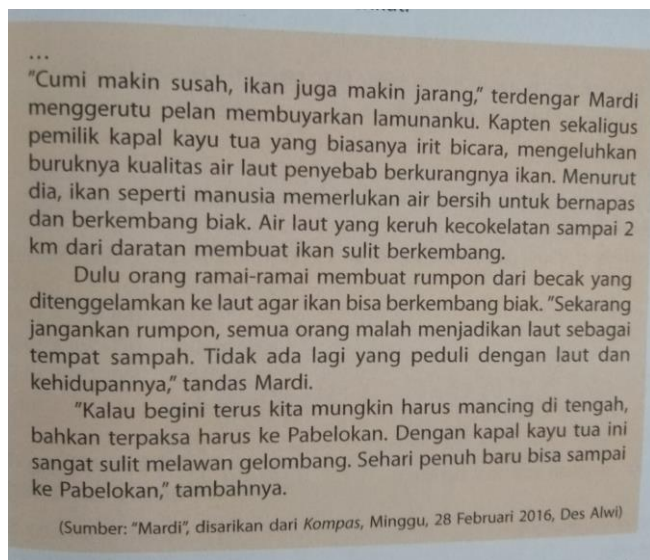 ...
"Cumi makin susah, ikan juga makin jarang," terdengar Mardi
menggerutu pelan membuyarkan lamunanku. Kapten sekaligus
pemilik kapal kayu tua yang biasanya irit bicara, mengeluhkan
buruknya kualitas air laut penyebab berkurangnya ikan. Menurut
dia, ikan seperti manusia memerlukan air bersih untuk bernapas
dan berkembang biak. Air laut yang keruh kecokelatan sampai 2
km dari daratan membuat ikan sulit berkembang.
Dulu orang ramai-ramai membuat rumpon dari becak yang
ditenggelamkan ke laut agar ikan bisa berkembang biak. "Sekarang
jangankan rumpon, semua orang malah menjadikan laut sebagai
tempat sampah. Tidak ada lagi yang peduli dengan laut dan
kehidupannya," tandas Mardi.
"Kalau begini terus kita mungkin harus mancing di tengah,
bahkan terpaksa harus ke Pabelokan. Dengan kapal kayu tua ini
sangat sulit melawan gelombang. Sehari penuh baru bisa sampai
ke Pabelokan," tambahnya.
(Sumber: "Mardi", disarikan dari Kompas, Minggu, 28 Februari 2016, Des Alwi)